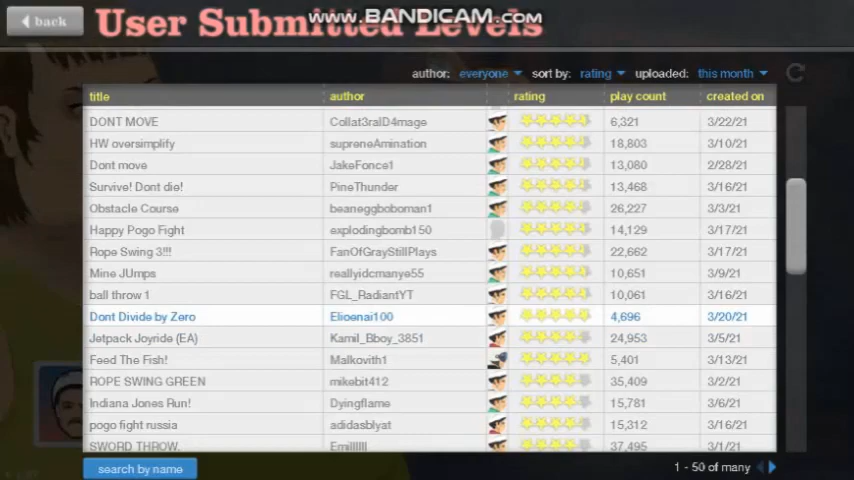 back
User Submitted Levels
www.BANDICAM.com
author: everyone sort by: rating uploaded: this month
title author rating play count created on
DONT MOVE Collat3ralD4mage 6,321 3/22/21
HW oversimplify supreneAmination 18,803 3/10/21
Dont move JakeFonce1 13,080 2/28/21
Survive! Dont die! PineThunder 13,468 3/16/21
Obstacle Course beaneggboboman1 26,227 3/3/21
Happy Pogo Fight explodingbomb150 14,129 3/17/21
Rope Swing 3!!! FanOfGrayStillPlays 22,662 3/17/21
Mine JUmps reallyidcmanye55 10,651 3/9/21
ball throw 1 FGL_RadiantYT 10,061 3/16/21
Dont Divide by Zero Elioenai100 4,696 3/20/21
Jetpack Joyride (EA) Kamil_Bboy_3851 24,953 3/5/21
Feed The Fish! Malkovith1 5,401 3/13/21
ROPE SWING GREEN mikebit412 35,409 3/2/21
Indiana Jones Run! Dyingflame 15,781 3/6/21
pogo fight russia adidasblyat 15,312 3/16/21
SWORD THROW. 37,495 3/1/21
search by name 1 - 50 of many